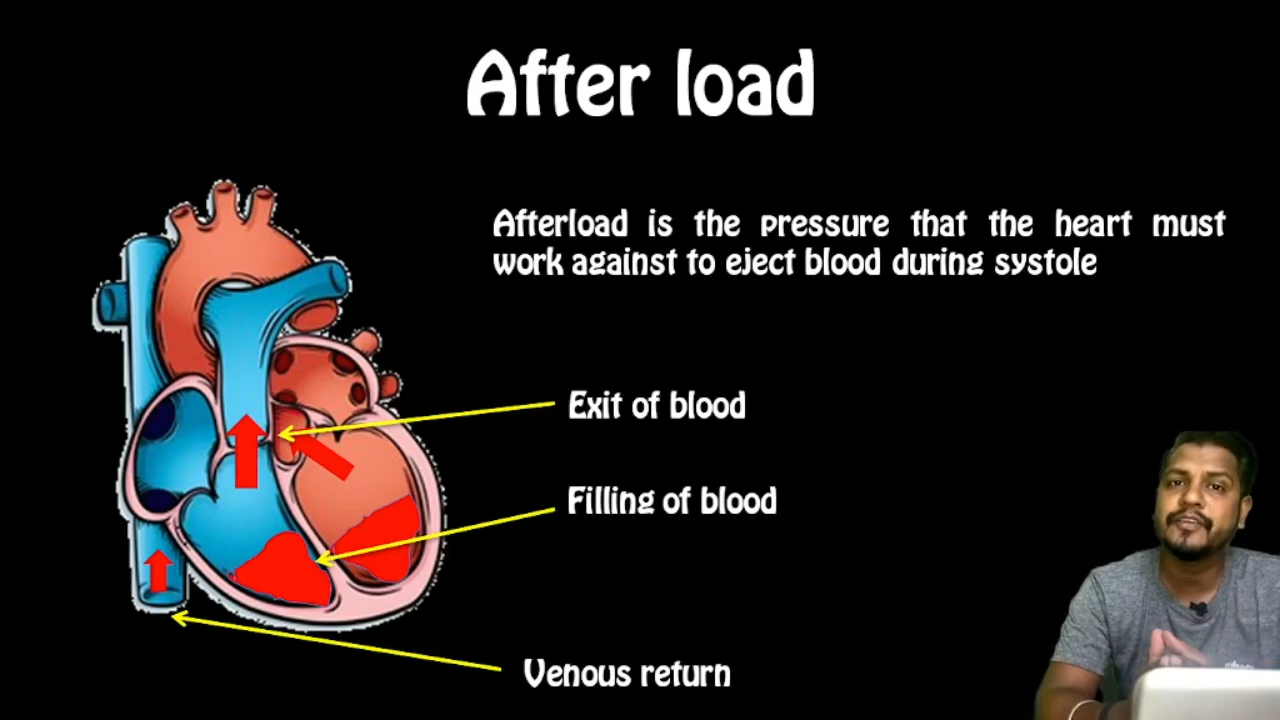 After load
Afterload is the pressure that the heart must
work against to eject blood during systole
Exit of blood
Filling of blood
Venous return